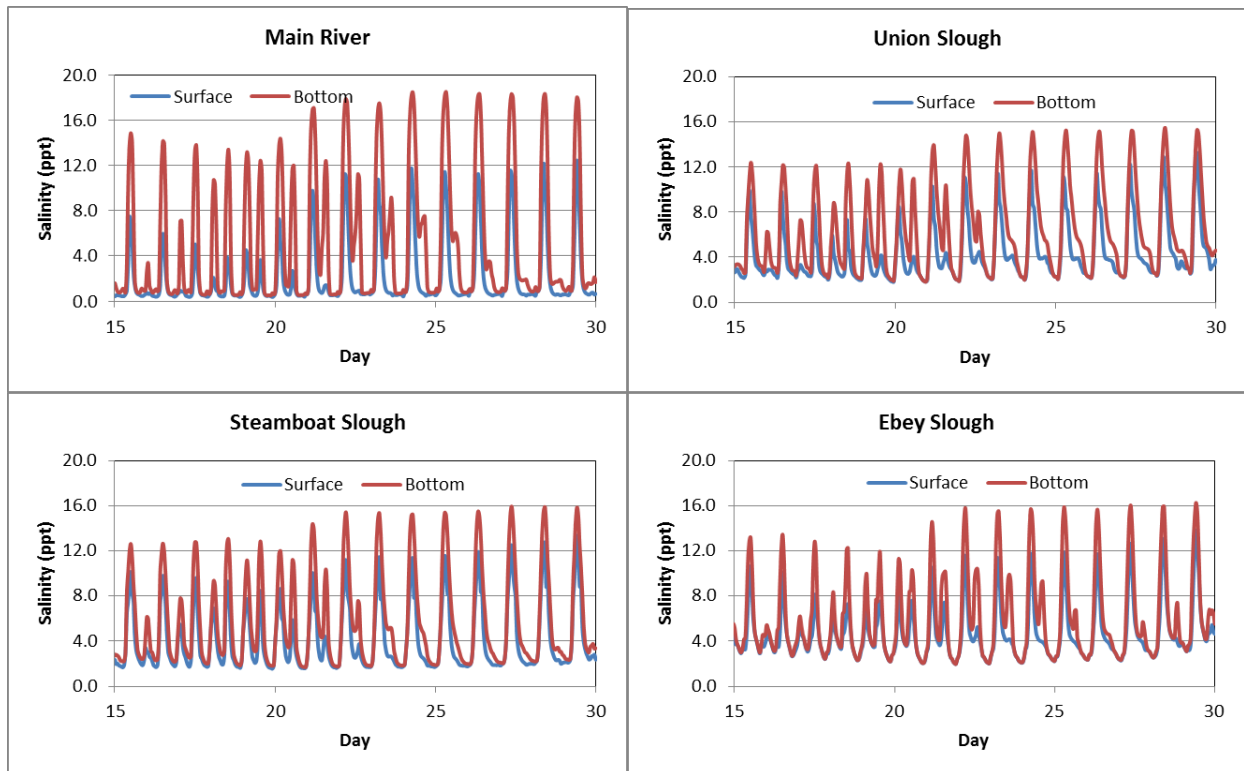 Main River
Surface Bottom
20.0
16.0
12.0
8.0
4.0
0.0
Salinity (ppt)
15 20 25 30
Day
Union Slough
Surface Bottom
20.0
16.0
12.0
8.0
4.0
0.0
Salinity (ppt)
15 20 25 30
Day
Steamboat Slough
Surface Bottom
20.0
16.0
12.0
8.0
4.0
0.0
Salinity (ppt)
15 20 25 30
Day
Ebey Slough
Surface Bottom
20.0
16.0
12.0
8.0
4.0
0.0
Salinity (ppt)
15 20 25 30
Day